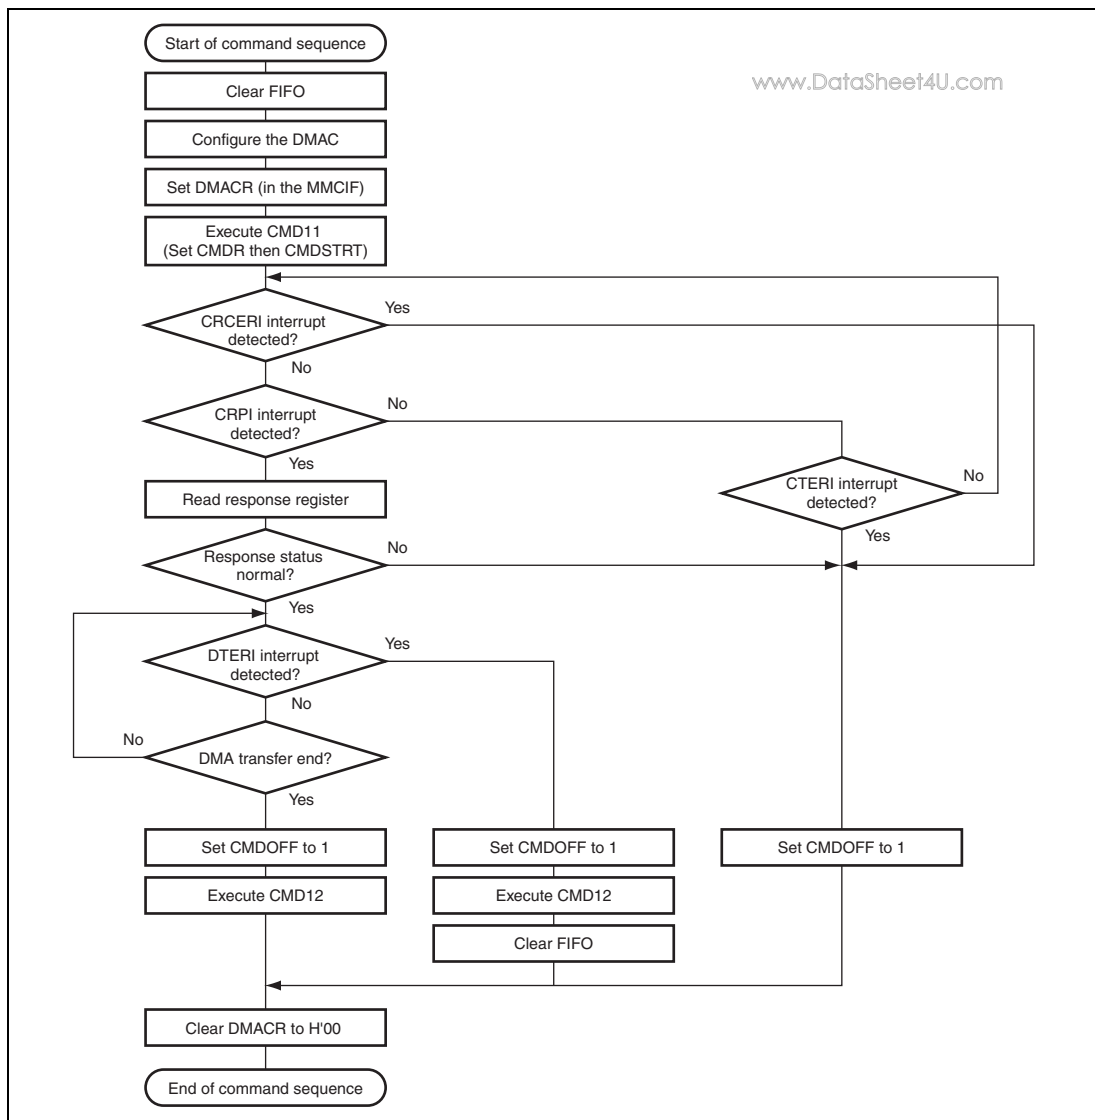 Start of command sequence
www.DataSheet4U.com
Clear FIFO
Configure the DMAC
Set DMACR (in the MMCIF)
Execute CMD11
(Set CMDR then CMDSTRT)
CRCERI interrupt
detected?
Yes
No
CRPI interrupt
detected?
No
Yes
CTERI interrupt
detected?
No
Yes
Read response register
Response status
normal?
No
Yes
DTERI interrupt
detected?
Yes
No
DMA transfer end?
No
Yes
Set CMDOFF to 1
Set CMDOFF to 1
Set CMDOFF to 1
Execute CMD12
Execute CMD12
Clear FIFO
Clear DMACR to H'00
End of command sequence